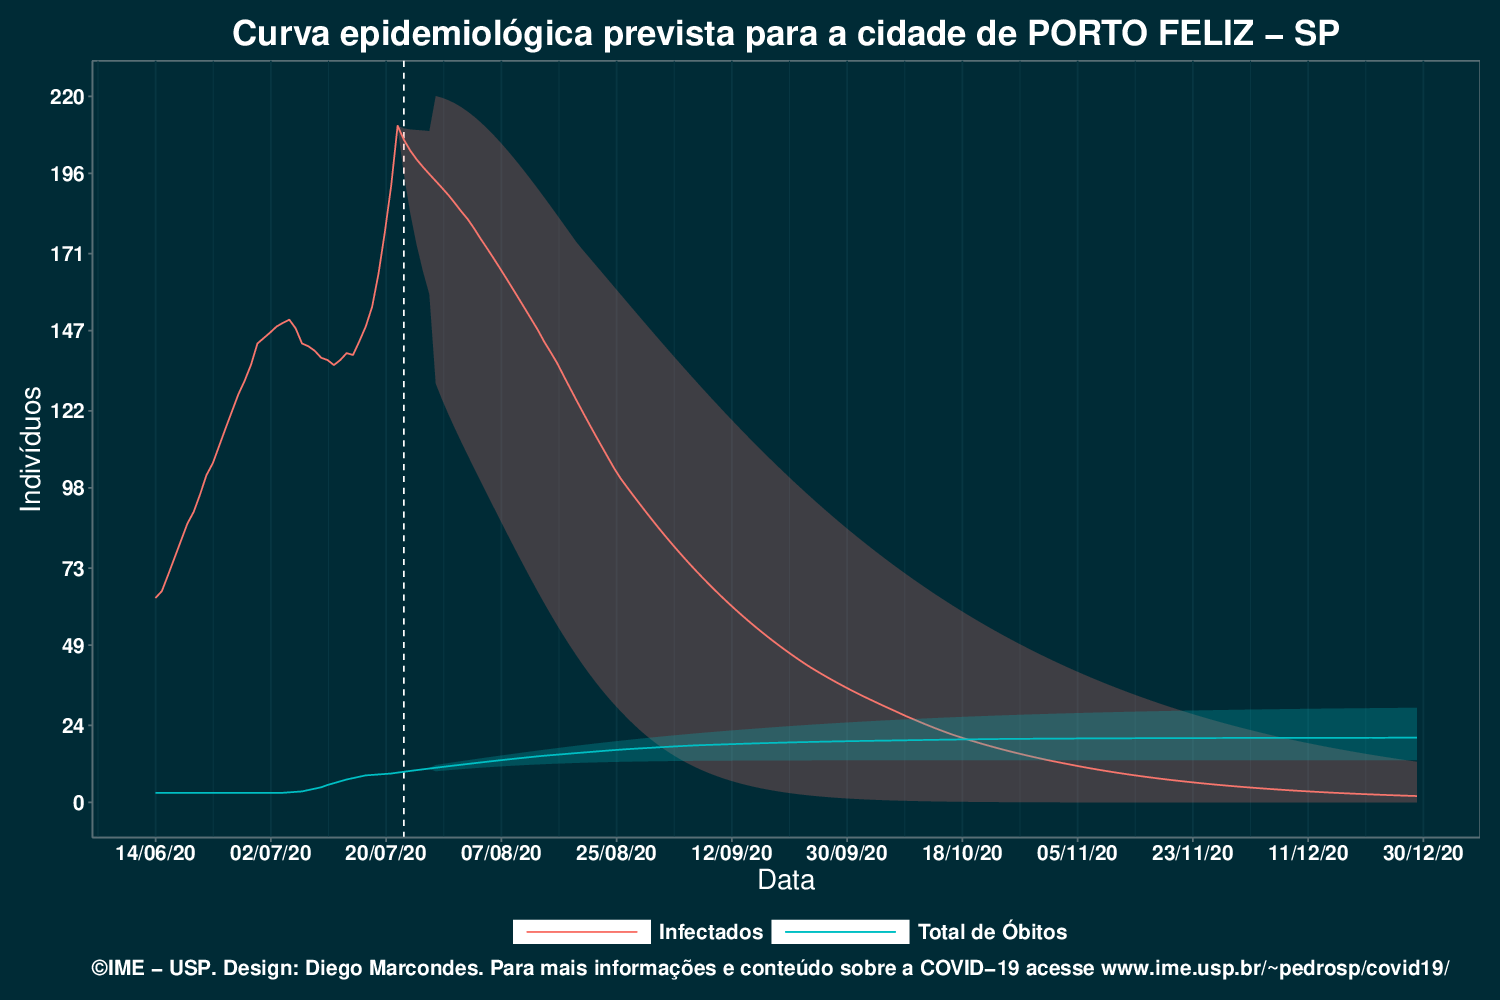 Curva epidemiológica prevista para a cidade de PORTO FELIZ – SP
220
196
171
147
122
98
73
49
24
0
Indivíduos
14/06/20 02/07/20 20/07/20 07/08/20 25/08/20 12/09/20 30/09/20 18/10/20 05/11/20 23/11/20 11/12/20 30/12/20
Data
Infectados Total de Óbitos
©IME – USP. Design: Diego Marcondes. Para mais informações e conteúdo sobre a COVID–19 acesse www.ime.usp.br/~pedrosp/covid19/